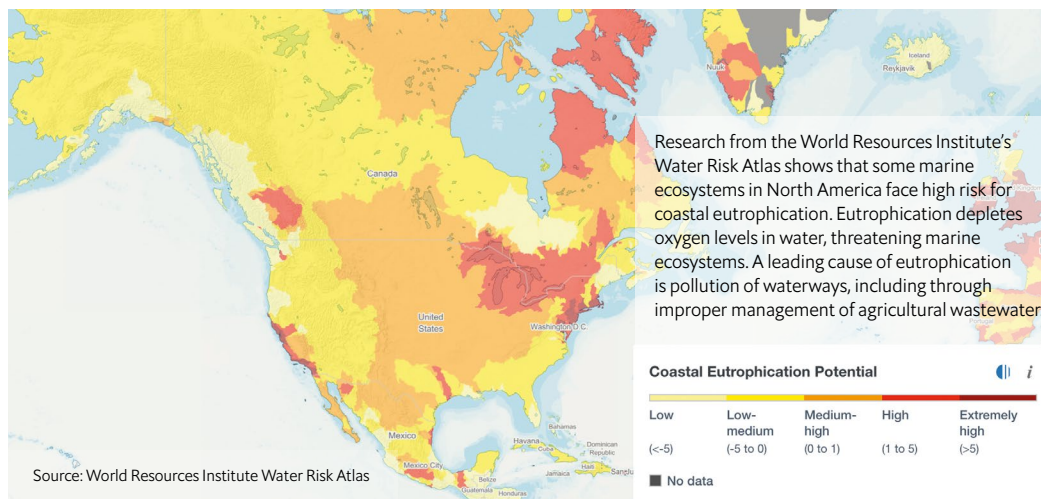 Nuuk
Iceland
Reykjavik
Research from the World Resources Institute's
Water Risk Atlas shows that some marine
ecosystems in North America face high risk for
coastal eutrophication. Eutrophication depletes
oxygen levels in water, threatening marine
ecosystems. A leading cause of eutrophication
is pollution of waterways, including through
improper management of agricultural wastewater
Canada
United
States
Washington D.C.
Coastal Eutrophication Potential
i
Low
Low-
medium
Medium-
high
High
Extremely
high
(<-5)
(-5 to 0)
(0 to 1)
(1 to 5)
(>5)
No data
Bahamas
Mexico
Havana
Cuba
Dominican
Republic
Haiti
Jamaica
Mexico City
Belize
Guatemala
Honduras
Source: World Resources Institute Water Risk Atlas